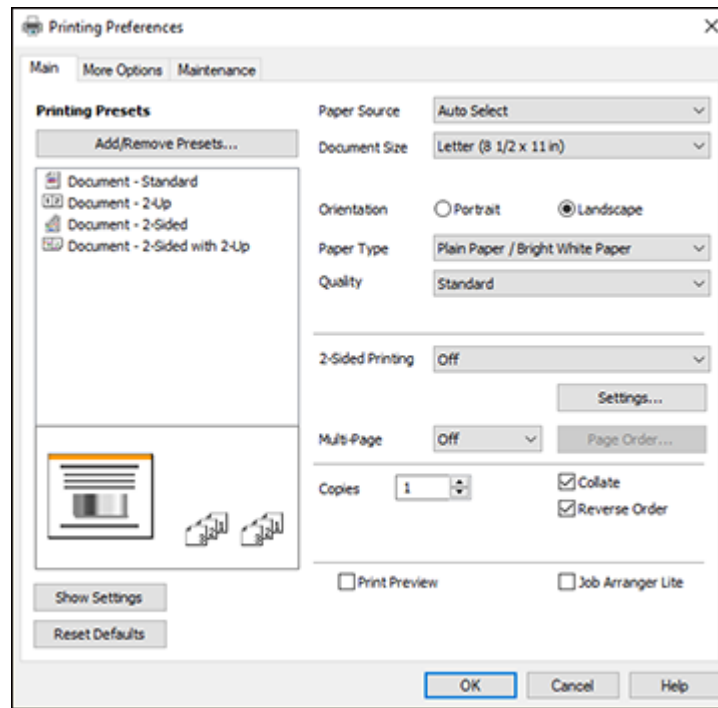 Printing Preferences
Main More Options Maintenance
Printing Presets
Add/Remove Presets...
Document - Standard
Document - 2-Up
Document - 2-Sided
Document - 2-Sided with 2-Up
Show Settings
Reset Defaults
Paper Source Auto Select
Document Size Letter (8 1/2 x 11 in)
Orientation Portrait Landscape
Paper Type Plain Paper / Bright White Paper
Quality Standard
2-Sided Printing Off
Settings...
Multi-Page Off Page Order...
Copies 1 Collate
Reverse Order
Print Preview Job Arranger Lite
OK Cancel Help